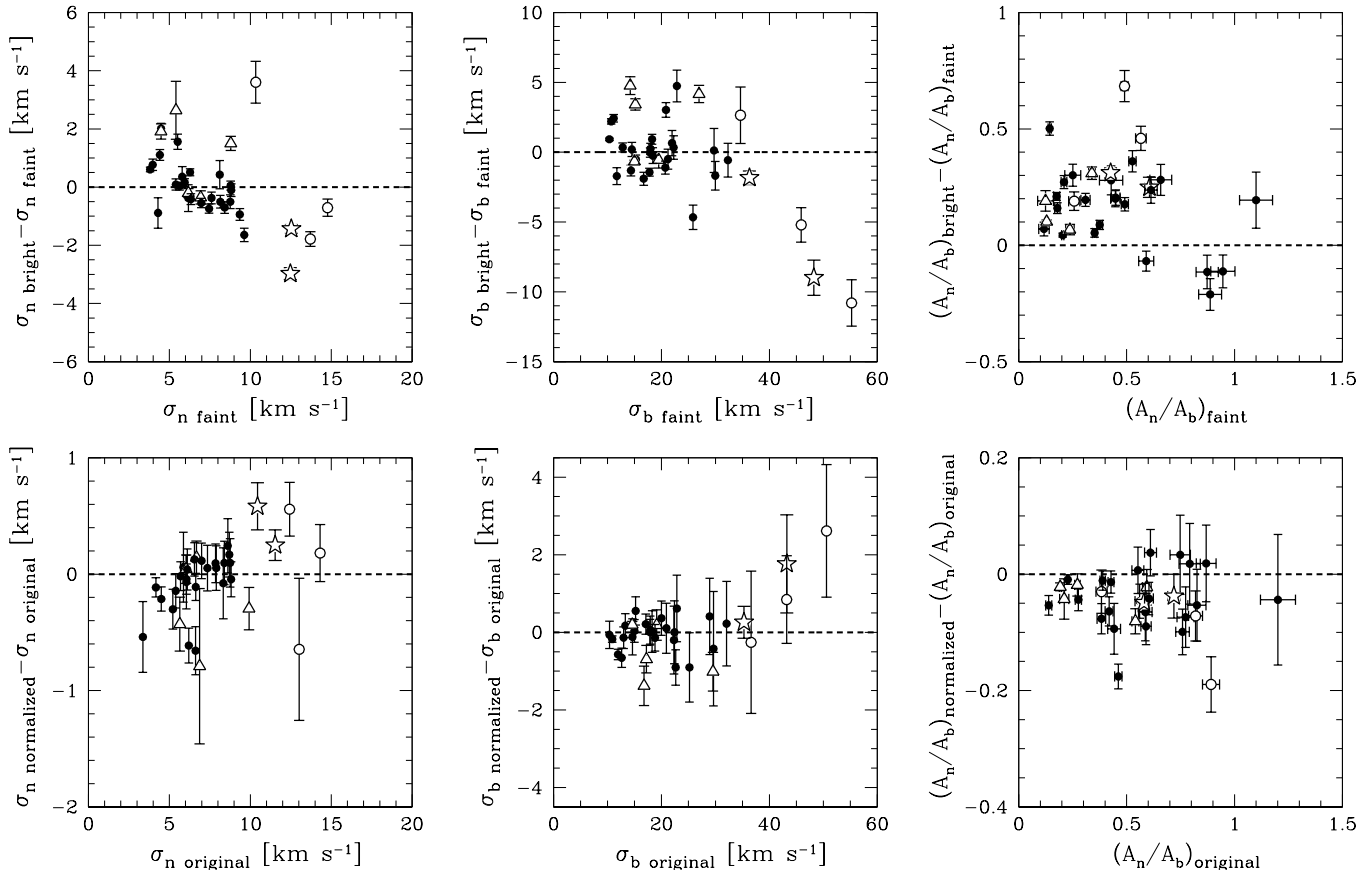 6
4
2
0
−2
−4
−6
0 5 10 15 20
σn bright−σn faint [km s−1]
σn faint [km s−1]
10
5
0
−5
−10
−15
0 20 40 60
σb bright−σb faint [km s−1]
σb faint [km s−1]
1
0.5
0
−0.5
0 0.5 1 1.5
(An/Ab)bright−(An/Ab)faint
(An/Ab)faint
1
0
−1
−2
0 5 10 15 20
σn normalized−σn original [km s−1]
σn original [km s−1]
4
2
0
−2
−4
0 20 40 60
σb normalized−σb original [km s−1]
σb original [km s−1]
0.2
0
−0.2
−0.4
0 0.5 1 1.5
(An/Ab)normalized−(An/Ab)original
(An/Ab)original